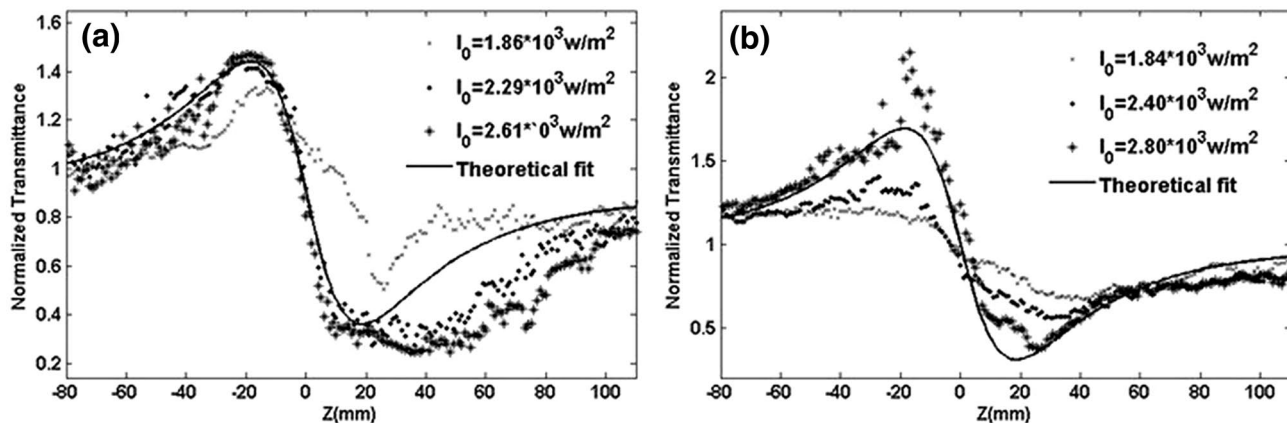 (a)
I0=1.86*10^3w/m^2
I0=2.29*10^3w/m^2
I0=2.61*`0^3w/m^2
Theoretical fit
Normalized Transmittance
1.6
1.4
1.2
1
0.8
0.6
0.4
0.2
-80 -60 -40 -20 0 20 40 60 80 100
Z(mm)
(b)
I0=1.84*10^3w/m^2
I0=2.40*10^3w/m^2
I0=2.80*10^3w/m^2
Theoretical fit
Normalized Transmittance
2
1.5
1
0.5
-80 -60 -40 -20 0 20 40 60 80 100
Z(mm)